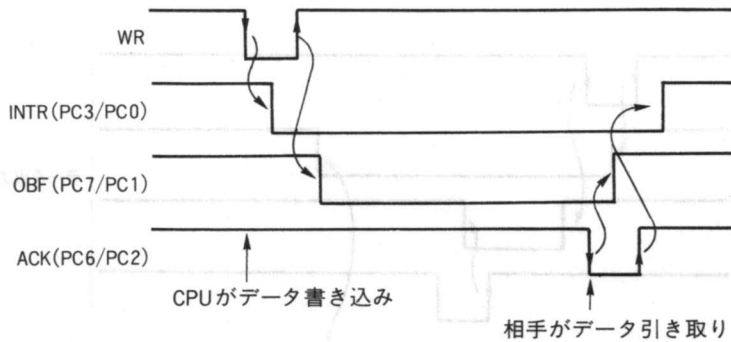 WR
INTR(PC3/PC0)
OBF(PC7/PC1)
ACK(PC6/PC2)
CPUがデータ書き込み
相手がデータ引き取り